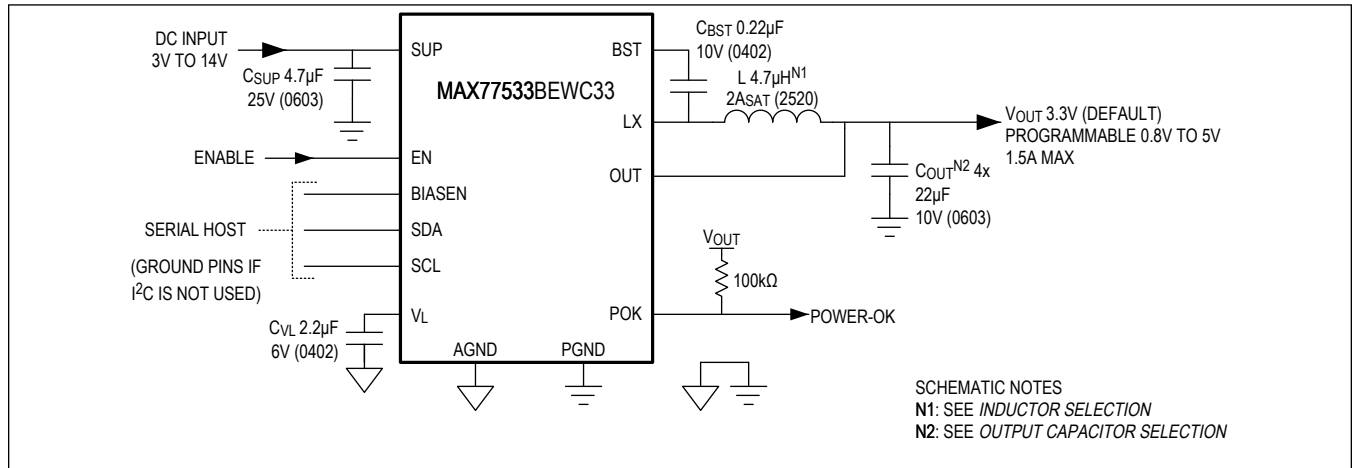 DC INPUT
3V TO 14V
CSUP 4.7µF
25V (0603)
SUP
MAX77533BEWC33
BST
CBST 0.22µF
10V (0402)
L 4.7µHN1
2ASAT (2520)
LX
VOUT 3.3V (DEFAULT)
PROGRAMMABLE 0.8V TO 5V
1.5A MAX
ENABLE
EN
OUT
COUTN2 4x
22µF
10V (0603)
BIASEN
SERIAL HOST
SDA
(GROUND PINS IF
I2C IS NOT USED)
SCL
VOUT
100kΩ
CVL 2.2µF
6V (0402)
VL
POK
POWER-OK
AGND
PGND
SCHEMATIC NOTES
N1: SEE INDUCTOR SELECTION
N2: SEE OUTPUT CAPACITOR SELECTION